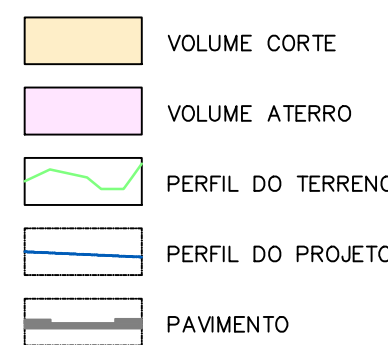 VOLUME CORTE
VOLUME ATERRO
PERFIL DO TERRENO
PERFIL DO PROJETO
PAVIMENTO